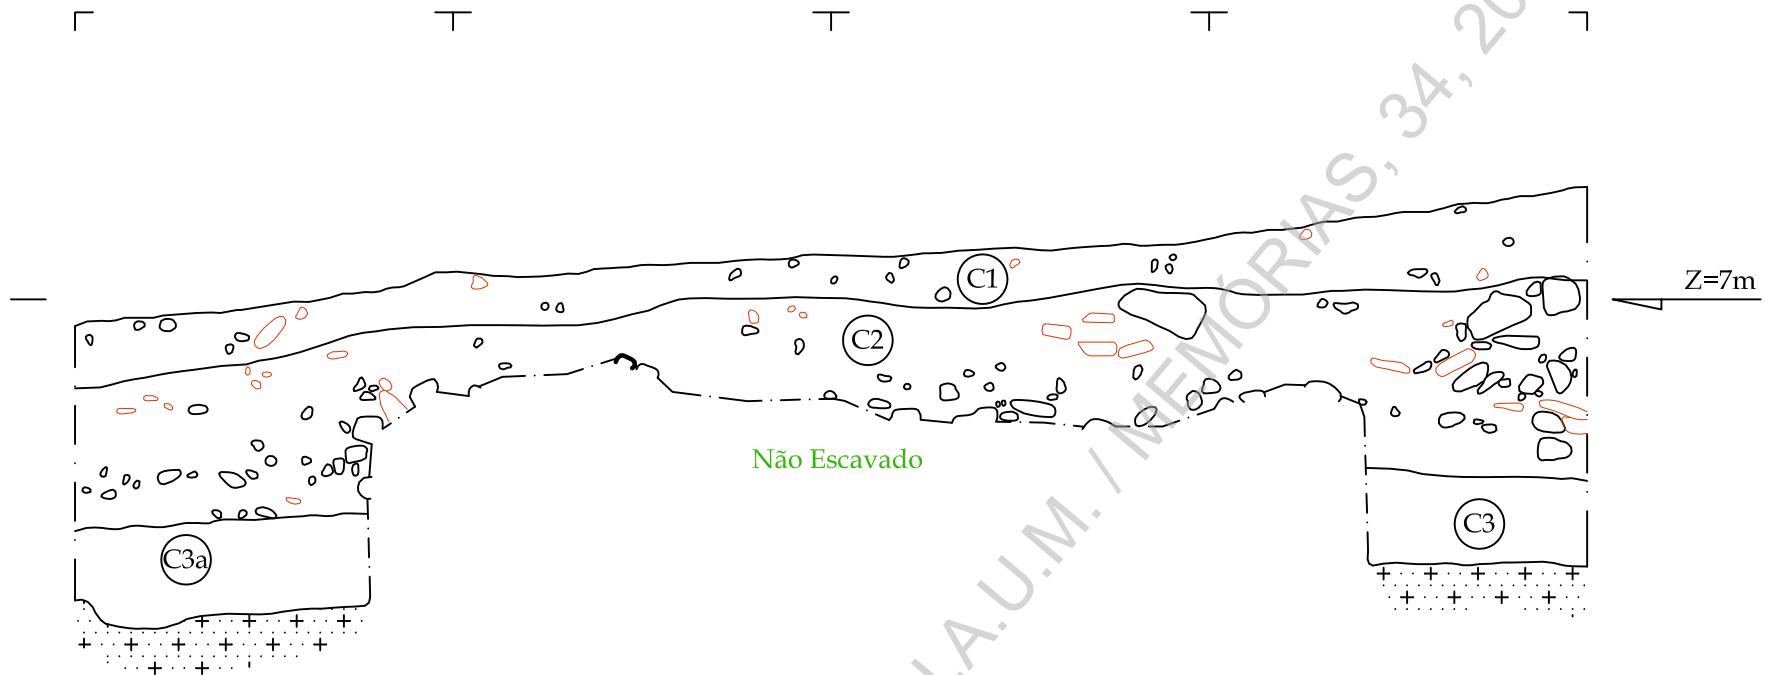 C1
Z=7m
C2
Não Escavado
C3
C3a
A.U.M. / MEMÓRIAS, 34, 20